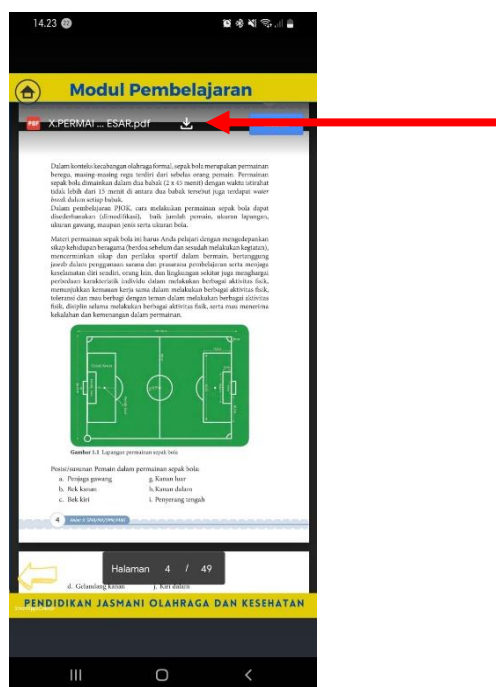 14.23
Modul Pembelajaran
PDF X.PERMAI ... ESAR.pdf
Dalam konteks kecabangan olahraga formal, sepak bola merupakan permainan
beregu, masing-masing regu terdiri dari sebelas orang pemain. Permainan
sepak bola dimainkan dalam dua babak (2 x 45 menit) dengan waktu istirahat
tidak lebih dari 15 menit di antara dua babak tersebut juga terdapat water
break dalam setiap babak.
Dalam pembelajaran PJOK, cara melakukan permainan sepak bola dapat
disederhanakan (dimodifikasi), baik jumlah pemain, ukuran lapangan,
ukuran gawang, maupun jenis serta ukuran bola.
Materi permainan sepak bola ini harus Anda pelajari dengan mengedepankan
sikap kehidupan beragama (berdoa sebelum dan sesudah melakukan kegiatan),
mencerminkan sikap dan perilaku sportif dalam bermain, bertanggung
jawab dalam penggunaan sarana dan prasarana pembelajaran serta menjaga
keselamatan diri sendiri, orang lain, dan lingkungan sekitar juga menghargai
perbedaan karakteristik individu dalam melakukan berbagai aktivitas fisik,
menunjukkan kemauan kerja sama dalam melakukan berbagai aktivitas fisik,
toleransi dan mau berbagi dengan teman dalam melakukan berbagai aktivitas
fisik, disiplin selama melakukan berbagai aktivitas fisik, serta mau menerima
kekalahan dan kemenangan dalam permainan.
Gambar 1.1 Lapangan permainan sepak bola
Posisi/susunan Pemain dalam permainan sepak bola:
a. Penjaga gawang g. Kanan luar
b. Bek kanan h. Kanan dalam
c. Bek kiri i. Penyerang tengah
4
Halaman 4 / 49
d. Gelandang kanan j. Kiri dalam
PENDIDIKAN JASMANI OLAHRAGA DAN KESEHATAN